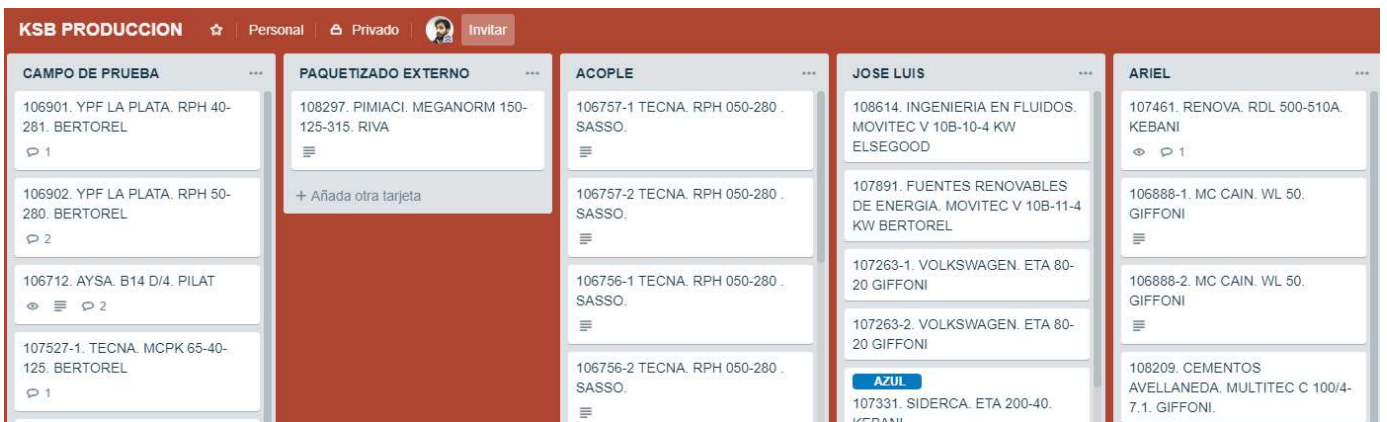 KSB PRODUCCION
Personal
Privado
Invitar
CAMPO DE PRUEBA
106901. YPF LA PLATA. RPH 40-
281. BERTOREL
1
106902. YPF LA PLATA. RPH 50-
280. BERTOREL
2
106712. AYSA. B14 D/4. PILAT
2
107527-1. TECNA. MCPK 65-40-
125. BERTOREL
1
PAQUETIZADO EXTERNO
108297. PIMIACI. MEGANORM 150-
125-315. RIVA
+ Añada otra tarjeta
ACOPLE
106757-1 TECNA. RPH 050-280 .
SASSO.
106757-2 TECNA. RPH 050-280 .
SASSO.
106756-1 TECNA. RPH 050-280 .
SASSO.
106756-2 TECNA. RPH 050-280 .
SASSO.
JOSE LUIS
108614. INGENIERIA EN FLUIDOS.
MOVITEC V 10B-10-4 KW
ELSEGOOD
107891. FUENTES RENOVABLES
DE ENERGIA. MOVITEC V 10B-11-4
KW BERTOREL
107263-1. VOLKSWAGEN. ETA 80-
20 GIFFONI
107263-2. VOLKSWAGEN. ETA 80-
20 GIFFONI
AZUL
107331. SIDERCA. ETA 200-40.
KEBANI
ARIEL
107461. RENOVA. RDL 500-510A.
KEBANI
1
106888-1. MC CAIN. WL 50.
GIFFONI
106888-2. MC CAIN. WL 50.
GIFFONI
108209. CEMENTOS
AVELLANEDA. MULTITEC C 100/4-
7.1. GIFFONI.